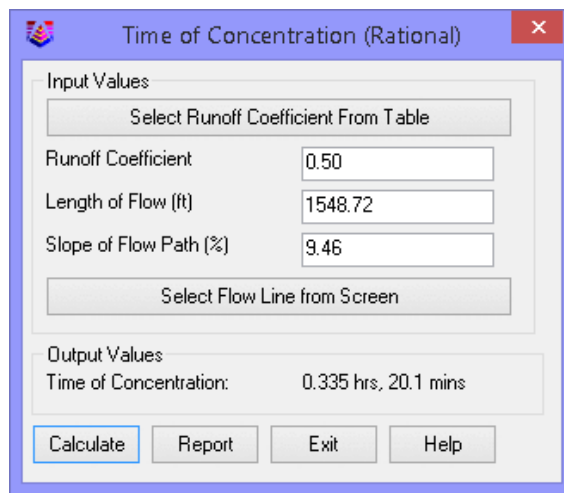 Time of Concentration (Rational)
Input Values
Select Runoff Coefficient From Table
Runoff Coefficient 0.50
Length of Flow (ft) 1548.72
Slope of Flow Path (%) 9.46
Select Flow Line from Screen
Output Values
Time of Concentration: 0.335 hrs, 20.1 mins
Calculate Report Exit Help